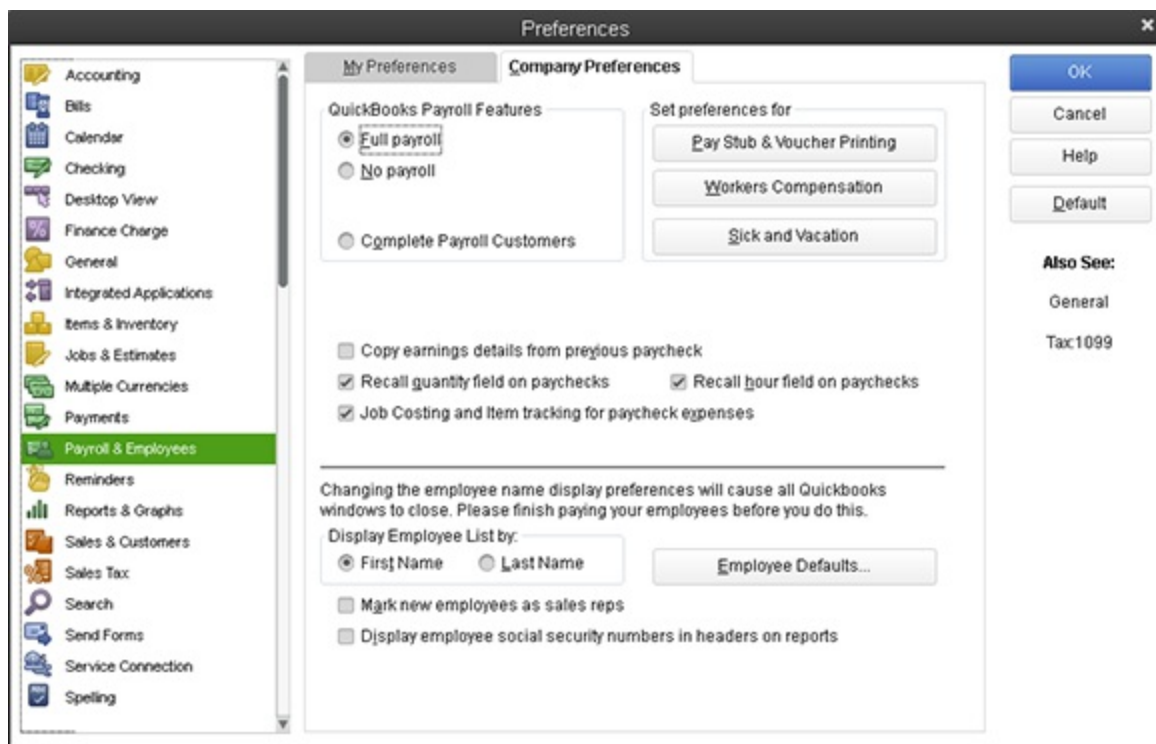 Preferences
Accounting
Bills
Calendar
Checking
Desktop View
Finance Charge
General
Integrated Applications
Items & Inventory
Jobs & Estimates
Multiple Currencies
Payments
Payroll & Employees
Reminders
Reports & Graphs
Sales & Customers
Sales Tax
Search
Send Forms
Service Connection
Spelling
My Preferences
Company Preferences
QuickBooks Payroll Features
Full payroll
No payroll
Complete Payroll Customers
Set preferences for
Pay Stub & Voucher Printing
Workers Compensation
Sick and Vacation
Copy earnings details from previous paycheck
Recall quantity field on paychecks
Recall hour field on paychecks
Job Costing and Item tracking for paycheck expenses
Changing the employee name display preferences will cause all Quickbooks
windows to close. Please finish paying your employees before you do this.
Display Employee List by:
First Name
Last Name
Employee Defaults...
Mark new employees as sales reps
Display employee social security numbers in headers on reports
OK
Cancel
Help
Default
Also See:
General
Tax:1099